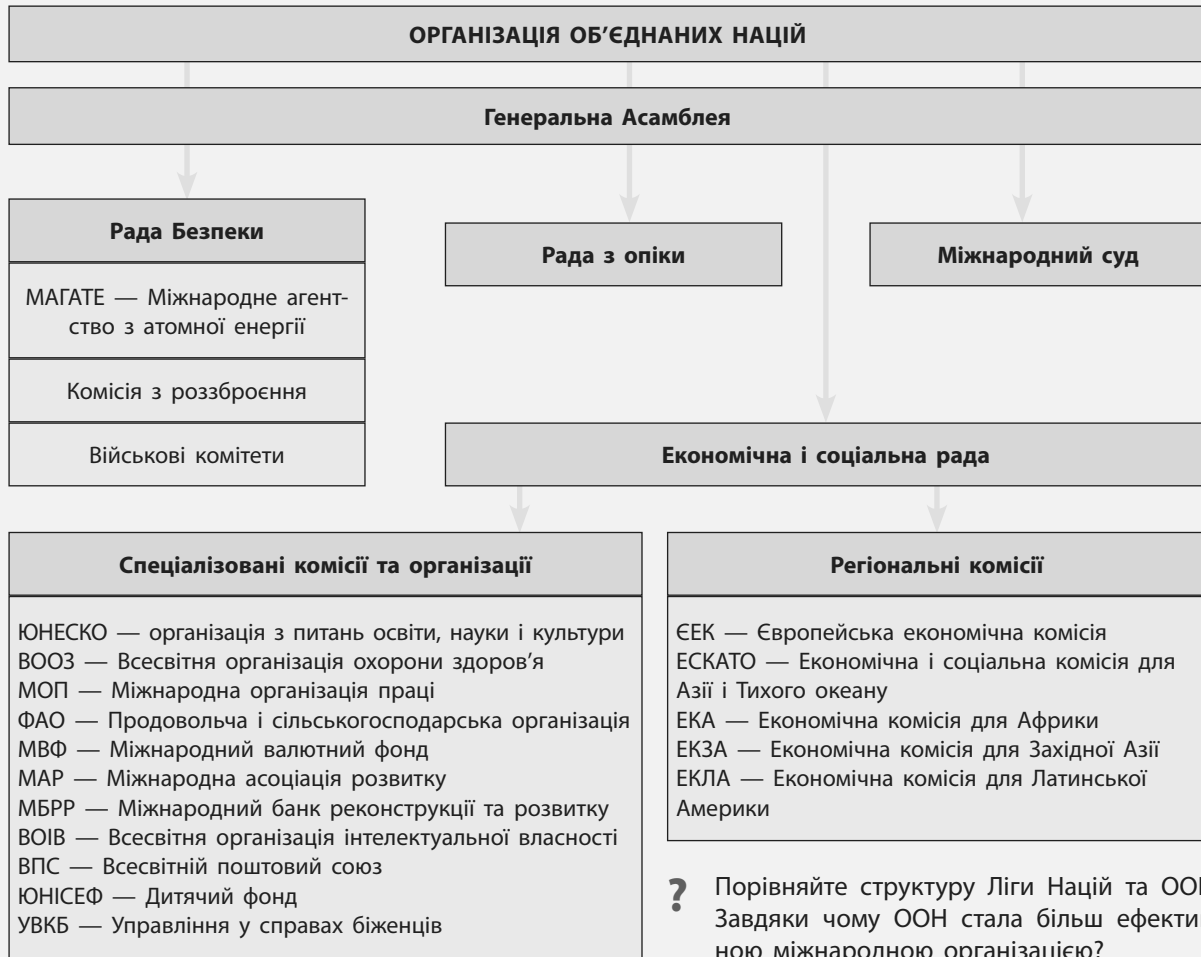 ОРГАНІЗАЦІЯ ОБ’ЄДНАНИХ НАЦІЙ
Генеральна Асамблея
Рада Безпеки
МАГАТЕ — Міжнародне агент-
ство з атомної енергії
Комісія з роззброєння
Військові комітети
Рада з опіки
Міжнародний суд
Економічна і соціальна рада
Спеціалізовані комісії та організації
ЮНЕСКО — організація з питань освіти, науки і культури
ВООЗ — Всесвітня організація охорони здоров’я
МОП — Міжнародна організація праці
ФАО — Продовольча і сільськогосподарська організація
МВФ — Міжнародний валютний фонд
МАР — Міжнародна асоціація розвитку
МБРР — Міжнародний банк реконструкції та розвитку
ВОІВ — Всесвітня організація інтелектуальної власності
ВПС — Всесвітній поштовий союз
ЮНІСЕФ — Дитячий фонд
УВКБ — Управління у справах біженців
Регіональні комісії
ЄЕК — Європейська економічна комісія
ЕСКАТО — Економічна і соціальна комісія для
Азії і Тихого океану
ЕКА — Економічна комісія для Африки
ЕКЗА — Економічна комісія для Західної Азії
ЕКЛА — Економічна комісія для Латинської
Америки
? Порівняйте структуру Ліги Націй та
Завдяки чому ООН стала більш ефектив
ною міжнародною організацією?